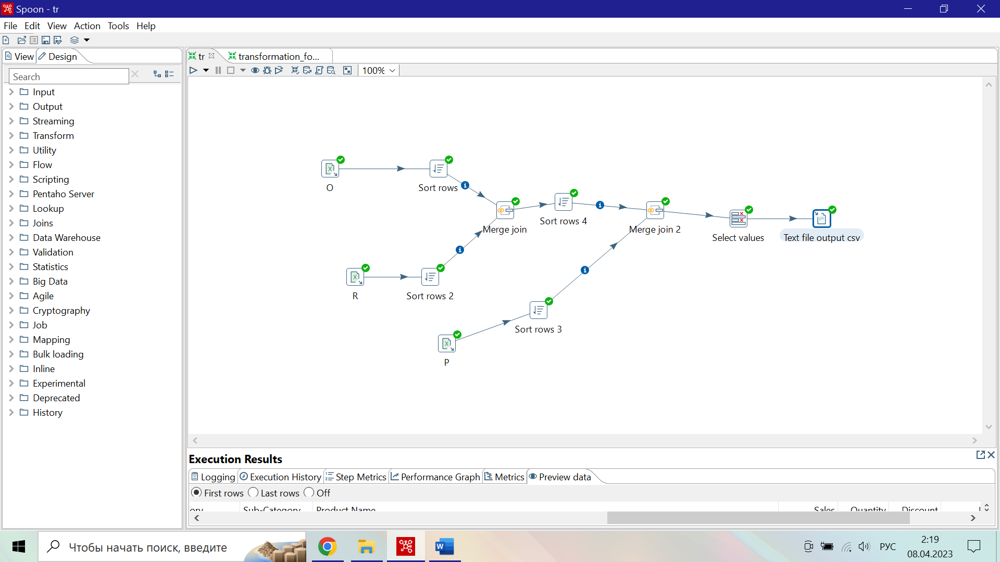 Spoon - tr
File Edit View Action Tools Help
View Design
tr transformation_fo...
Search
100%
Input
Output
Streaming
Transform
Utility
Flow
Scripting
Pentaho Server
Lookup
Joins
Data Warehouse
Validation
Statistics
Big Data
Agile
Cryptography
Job
Mapping
Bulk loading
Inline
Experimental
Deprecated
History
O
Sort rows
Merge join
Sort rows 4
Merge join 2
Select values
Text file output csv
R
Sort rows 2
Sort rows 3
P
Execution Results
Logging Execution History Step Metrics Performance Graph Metrics Preview data
First rows Last rows Off
ory Sub-Category Product Name Sales Quantity Discount
Чтобы начать поиск, введите
РУС
2:19
08.04.2023